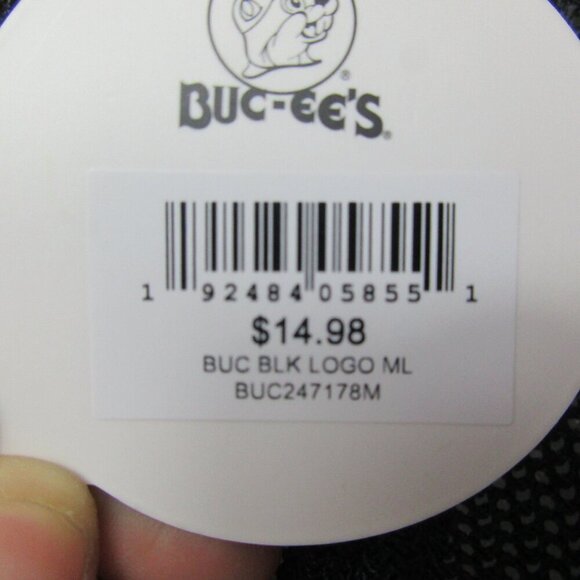 ®
BUC-EE'S®
1 92484 05855 1
$14.98
BUC BLK LOGO ML
BUC247178M